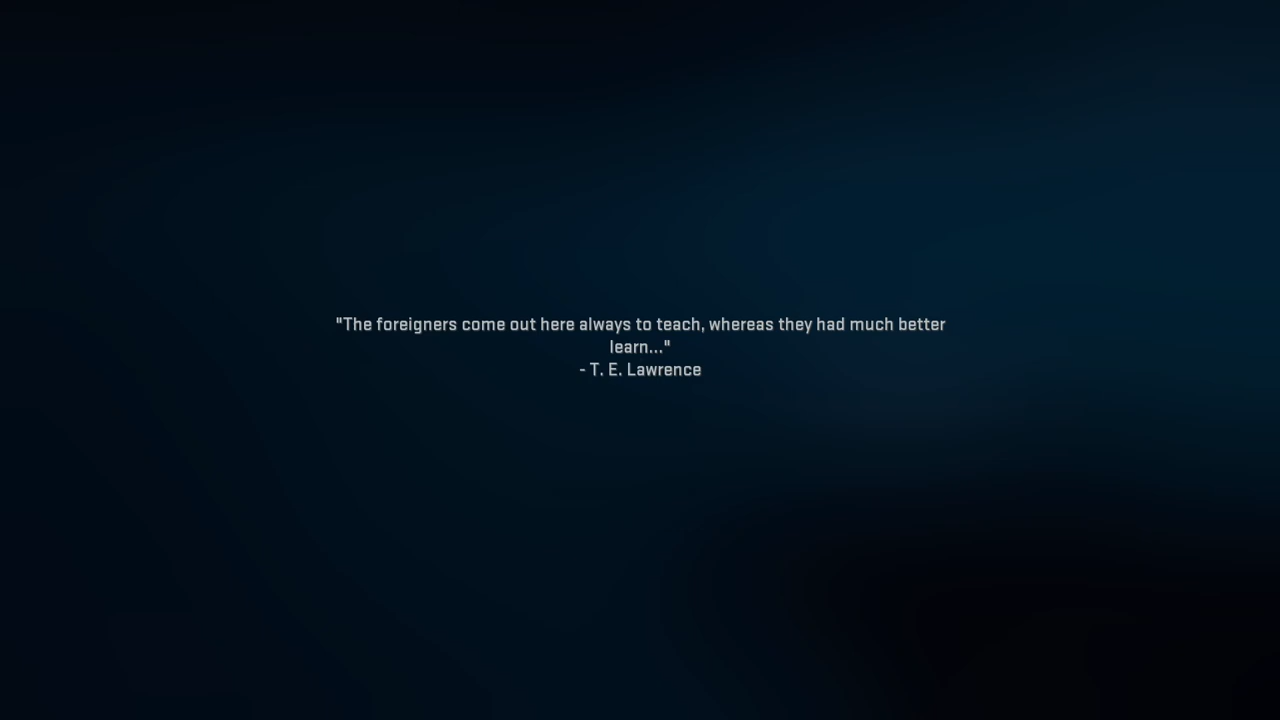 "The foreigners come out here always to teach, whereas they had much better
learn..."
- T. E. Lawrence